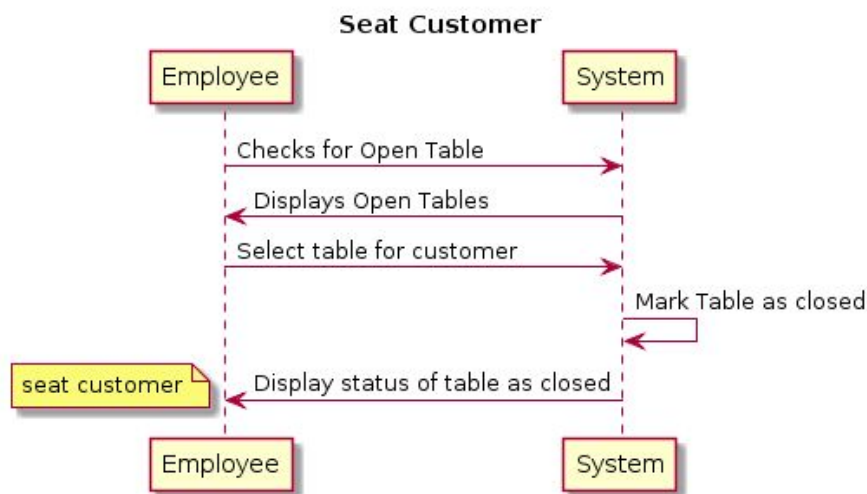 Seat Customer
Employee
System
Checks for Open Table
Displays Open Tables
Select table for customer
Mark Table as closed
seat customer
Display status of table as closed
Employee
System